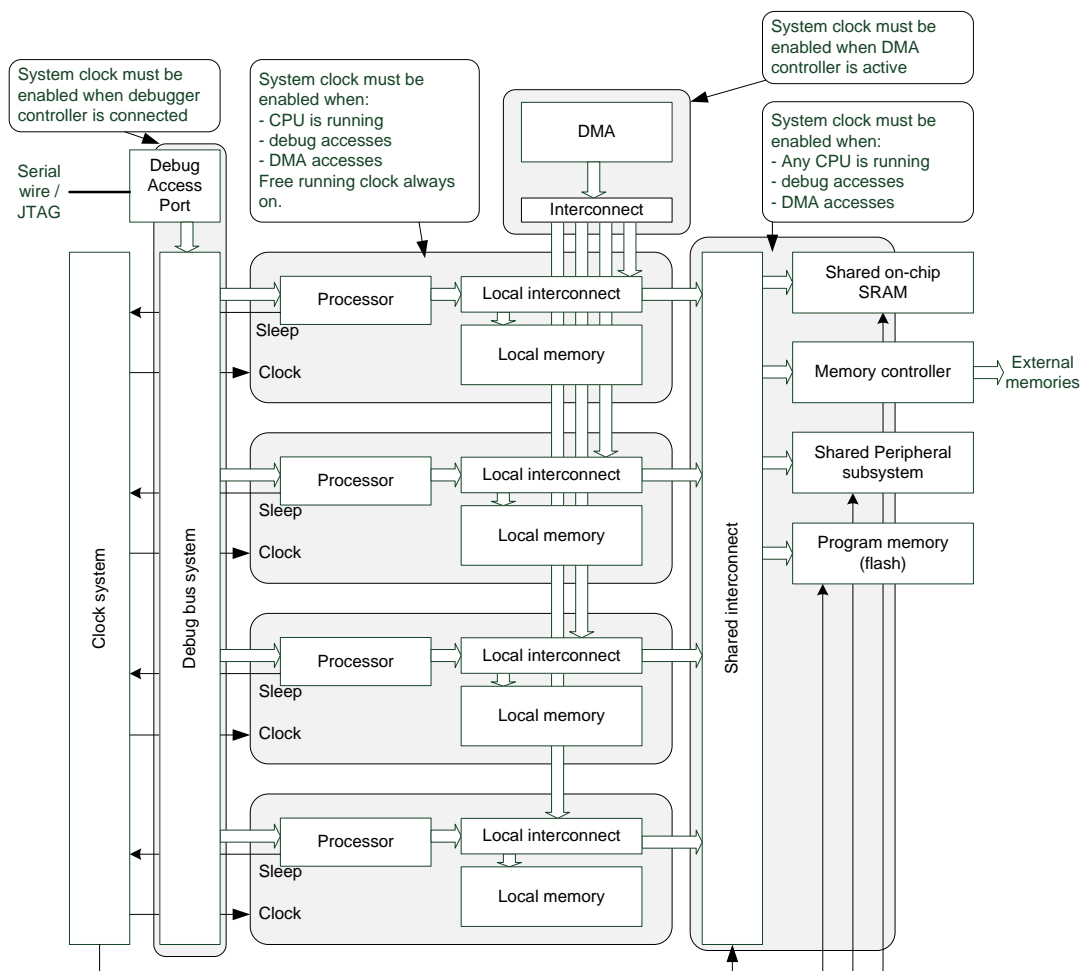 System clock must be
enabled when DMA
controller is active
System clock must be
enabled when debugger
controller is connected
System clock must be
enabled when:
- CPU is running
- debug accesses
- DMA accesses
Free running clock always
on.
DMA
Interconnect
System clock must be
enabled when:
- Any CPU is running
- debug accesses
- DMA accesses
Serial
wire /
JTAG
Debug
Access
Port
Clock system
Debug bus system
Processor
Local interconnect
Local memory
Sleep
Clock
Processor
Local interconnect
Local memory
Sleep
Clock
Processor
Local interconnect
Local memory
Sleep
Clock
Processor
Local interconnect
Local memory
Sleep
Clock
Shared interconnect
Shared on-chip
SRAM
Memory controller
External
memories
Shared Peripheral
subsystem
Program memory
(flash)